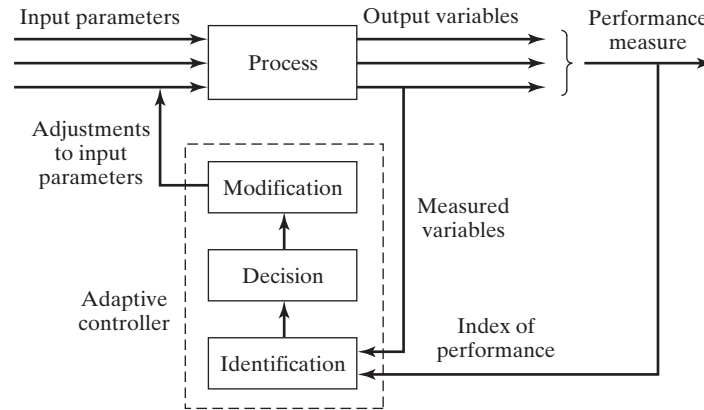 Input parameters
Output variables
Performance
measure
Process
Adjustments
to input
parameters
Modification
Measured
variables
Decision
Adaptive
controller
Index of
performance
Identification